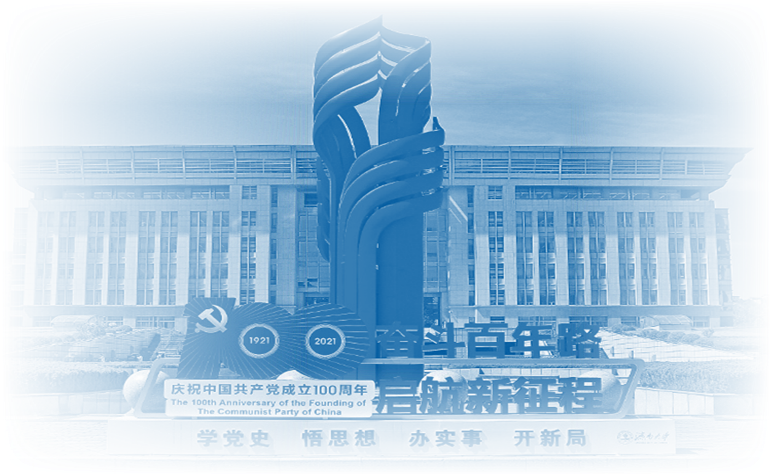 1921 2021
奋斗百年路
启航新征程
庆祝中国共产党成立100周年
The 100th Anniversary of the Founding of
The Communist Party of China
学党史 悟思想 办实事 开新局